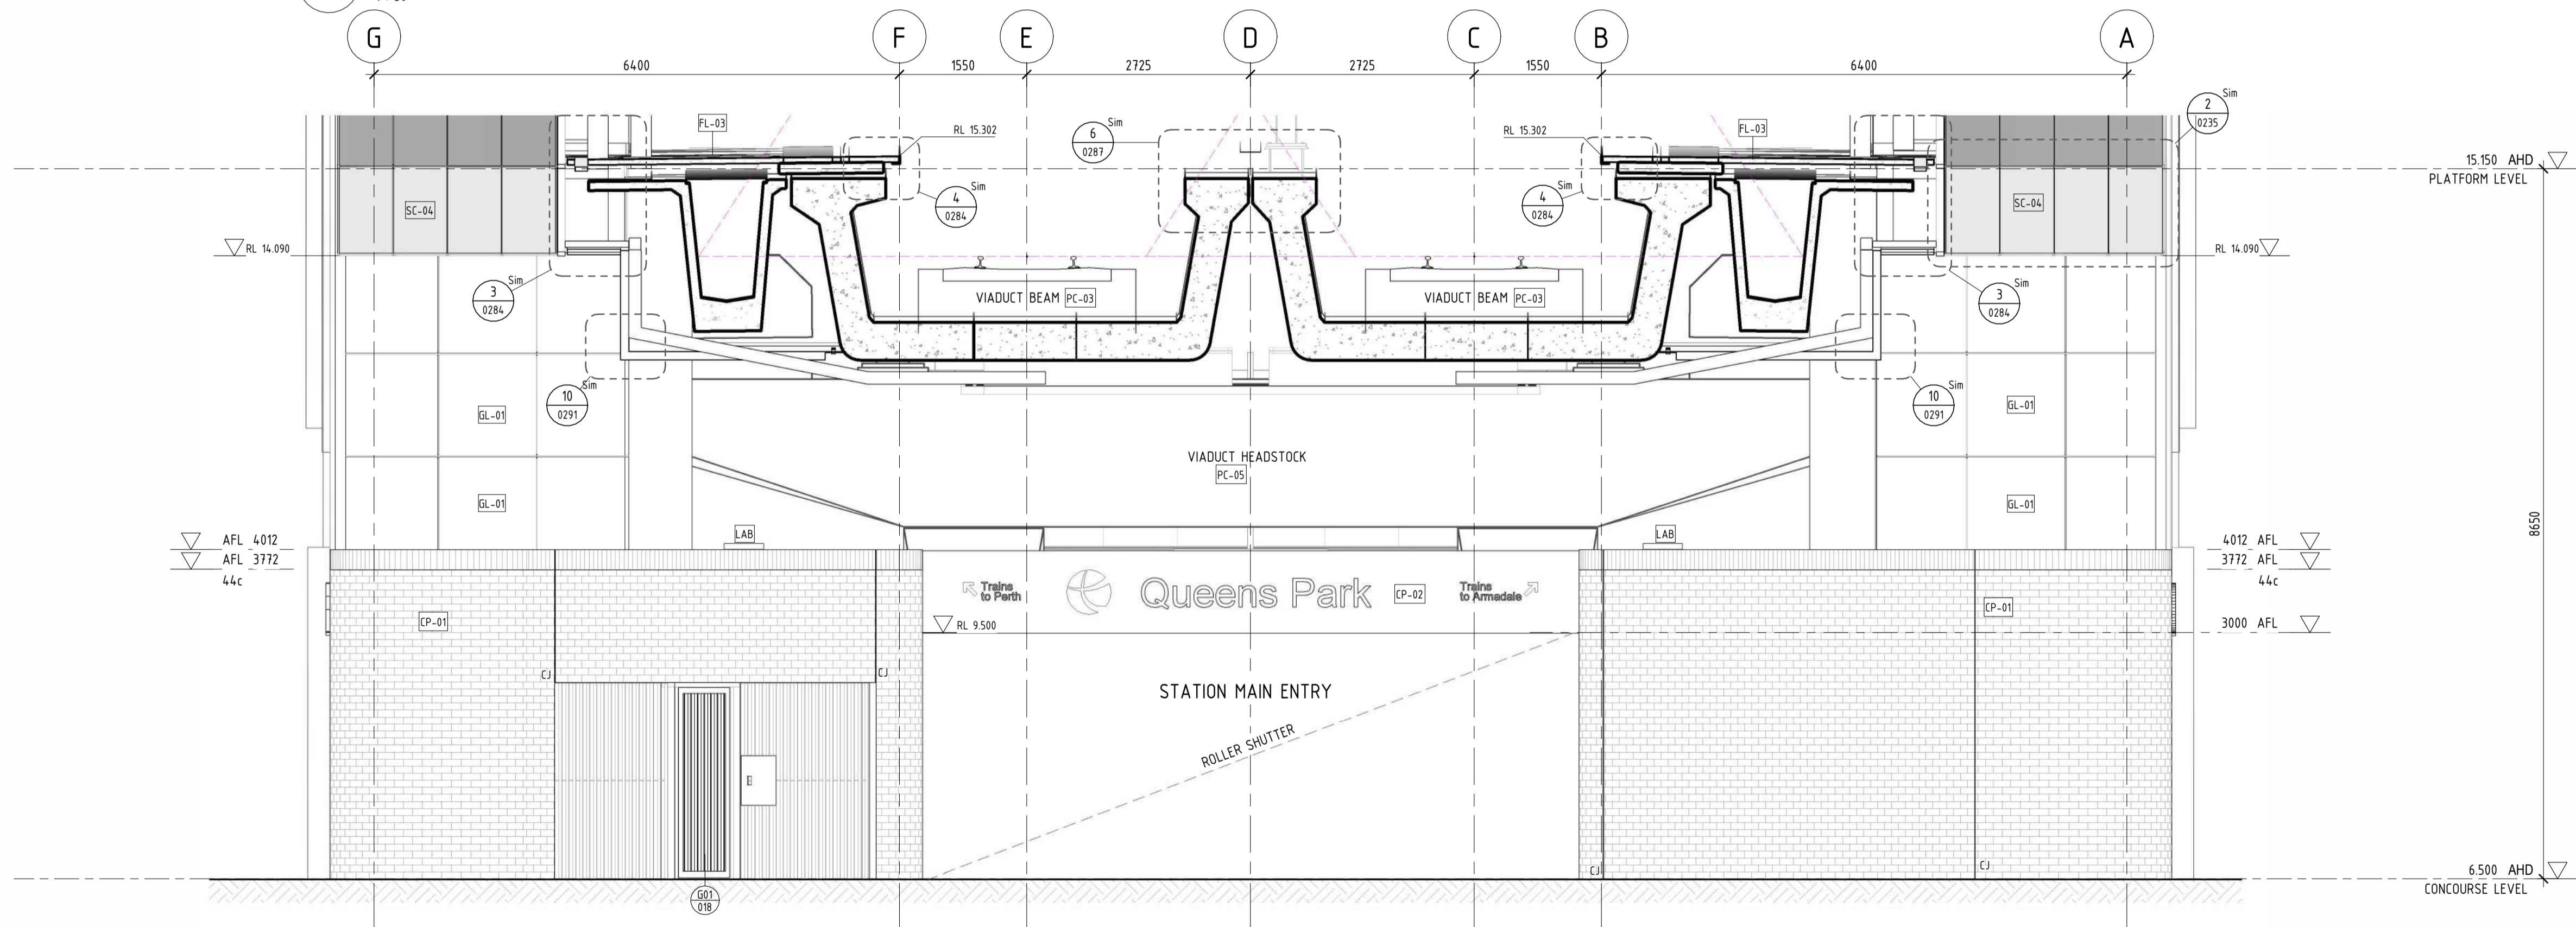 G F E D C B A
6400 1550 2725 2725 1550 6400
FL-03
RL 15.302
6 Sim
0287
RL 15.302
FL-03
2 Sim
0235
15.150 AHD
PLATFORM LEVEL
SC-04
4 Sim
0284
4 Sim
0284
SC-04
RL 14.090
RL 14.090
3 Sim
0284
VIADUCT BEAM PC-03
VIADUCT BEAM PC-03
3 Sim
0284
10 Sim
0291
10 Sim
0291
GL-01
GL-01
VIADUCT HEADSTOCK
PC-05
GL-01
GL-01
8650
LAB
LAB
AFL 4012
AFL 3772
44c
4012 AFL
3772 AFL
44c
Trains
to Perth
Queens Park
CP-02
Trains
to Armadale
CP-01
CP-01
RL 9.500
3000 AFL
CJ
CJ
STATION MAIN ENTRY
ROLLER SHUTTER
CJ
CJ
6.500 AHD
CONCOURSE LEVEL
G01
018